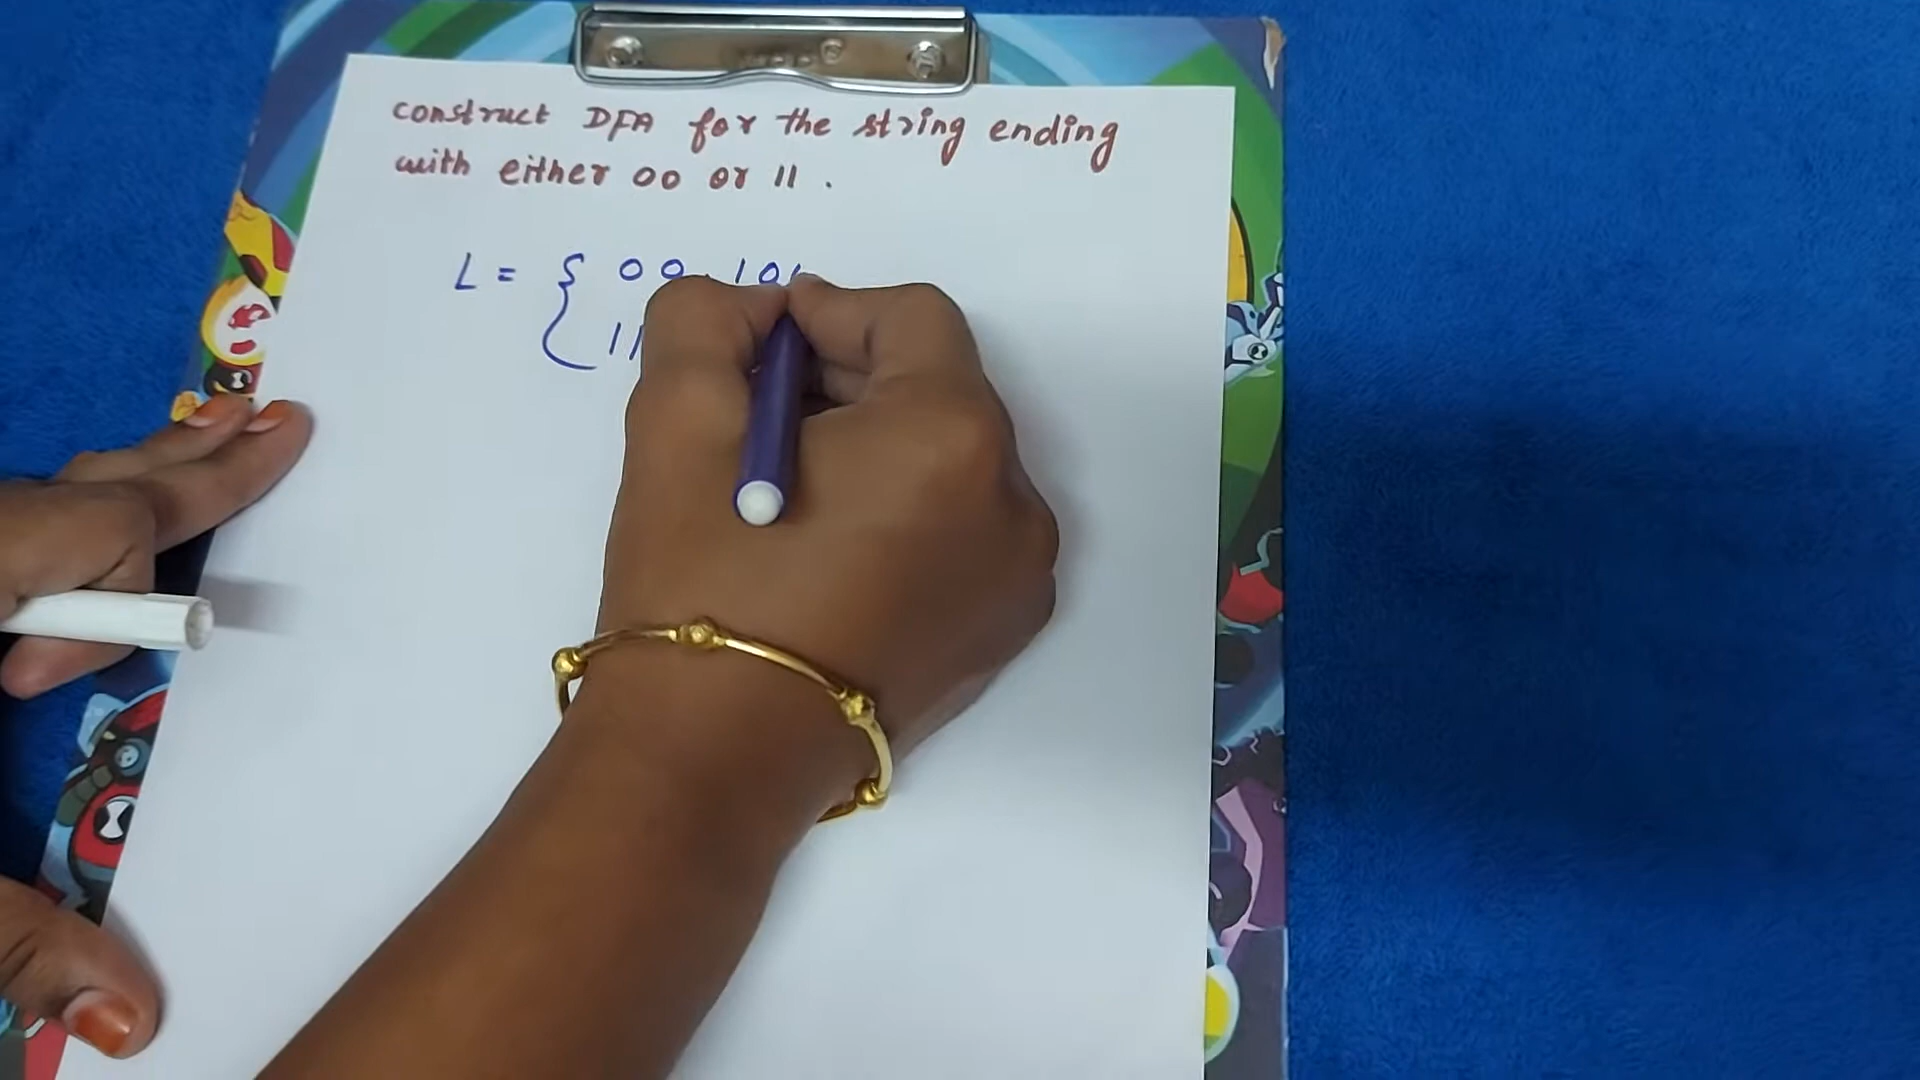 construct DFA for the string ending
with either 00 or 11 .
L = { 00, 10
11